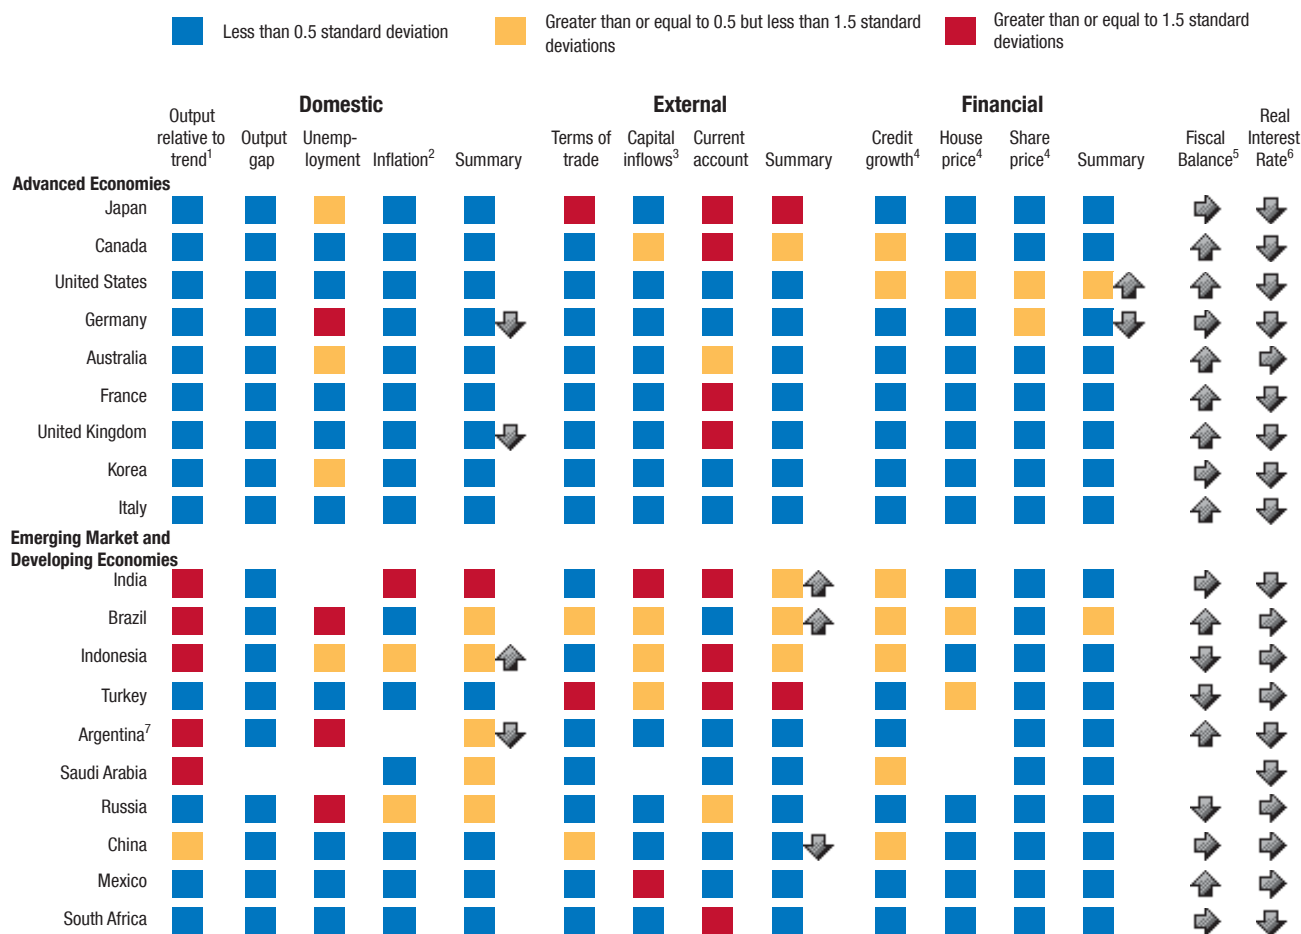 Less than 0.5 standard deviation
Greater than or equal to 0.5 but less than 1.5 standard
deviations
Greater than or equal to 1.5 standard
deviations
Domestic
External
Financial
Output
relative to
trend1
Output
gap
Unemp-
loyment
Inflation2
Summary
Terms of
trade
Capital
inflows3
Current
account
Summary
Credit
growth4
House
price4
Share
price4
Summary
Fiscal
Balance5
Real
Interest
Rate6
Advanced Economies
Japan
Canada
United States
Germany
Australia
France
United Kingdom
Korea
Italy
Emerging Market and
Developing Economies
India
Brazil
Indonesia
Turkey
Argentina7
Saudi Arabia
Russia
China
Mexico
South Africa